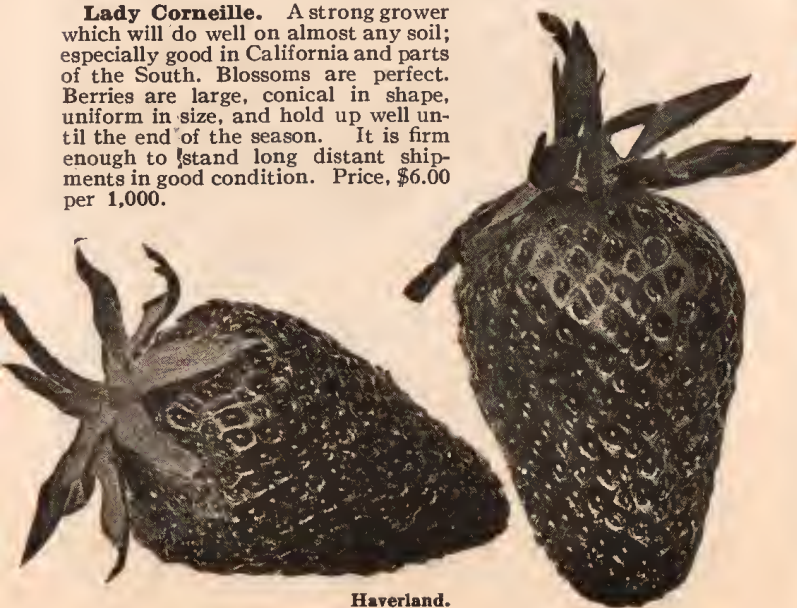 Lady Corneille. A strong grower
which will do well on almost any soil;
especially good in California and parts
of the South. Blossoms are perfect.
Berries are large, conical in shape,
uniform in size, and hold up well un-
til the end of the season. It is firm
enough to stand long distant ship-
ments in good condition. Price, $6.00
per 1,000.
Haverland.